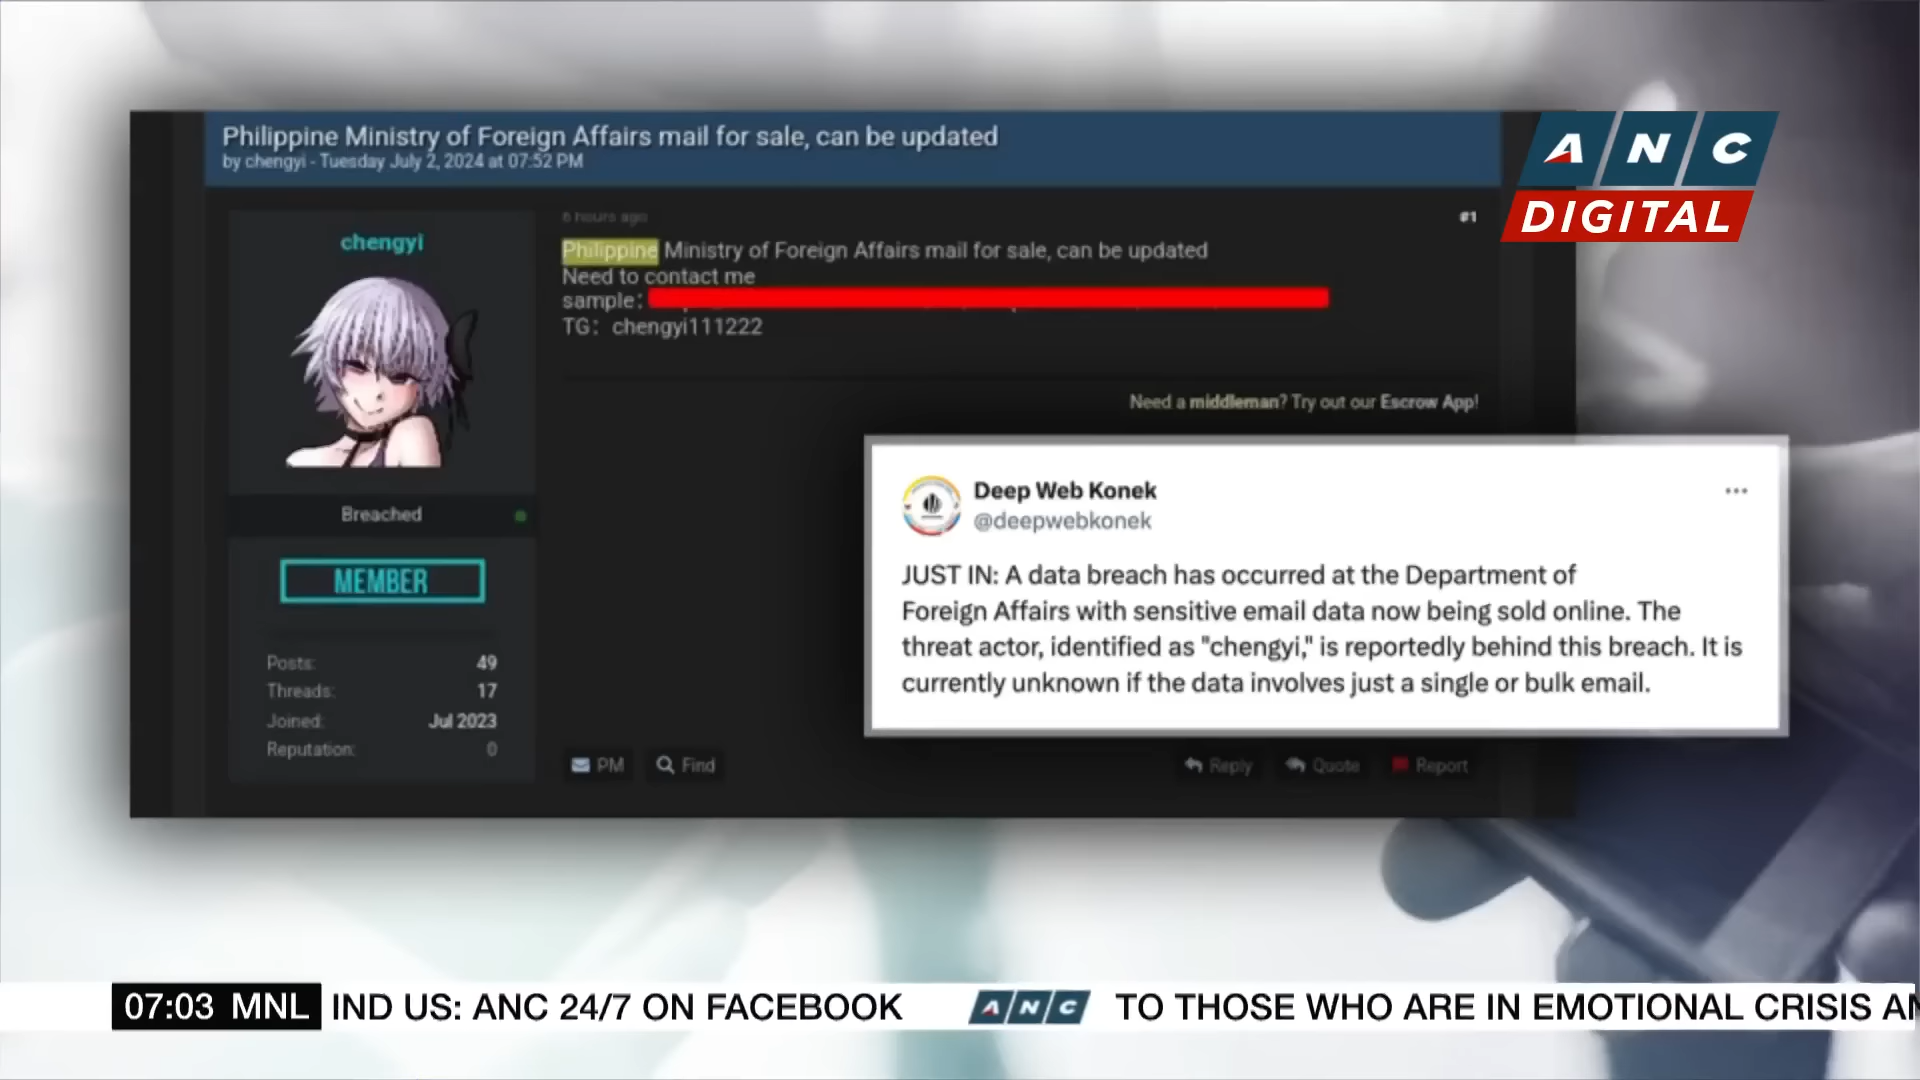 Philippine Ministry of Foreign Affairs mail for sale, can be updated
by chengyi - Tuesday July 2, 2024 at 07:52 PM
ANC
DIGITAL
chengyi
6 hours ago
#1
Philippine Ministry of Foreign Affairs mail for sale, can be updated
Need to contact me
sample:
TG: chengyi111222
Need a middleman? Try out our Escrow App!
Breached
MEMBER
Posts: 49
Threads: 17
Joined: Jul 2023
Reputation: 0
Deep Web Konek
@deepwebkonek
JUST IN: A data breach has occurred at the Department of
Foreign Affairs with sensitive email data now being sold online. The
threat actor, identified as "chengyi," is reportedly behind this breach. It is
currently unknown if the data involves just a single or bulk email.
PM Find
Reply Quote Report
07:03 MNL IND US: ANC 24/7 ON FACEBOOK ANC TO THOSE WHO ARE IN EMOTIONAL CRISIS AN